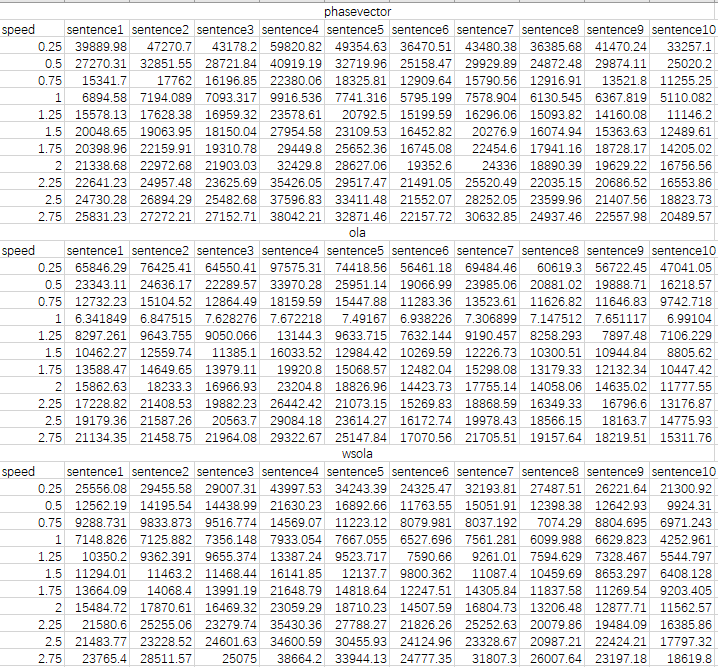 phasevector
speed sentence1 sentence2 sentence3 sentence4 sentence5 sentence6 sentence7 sentence8 sentence9 sentence10
0.25 39889.98 47270.7 43178.2 59820.82 49354.63 36470.51 43480.38 36385.68 41470.24 33257.1
0.5 27270.31 32851.55 28721.84 40919.19 32719.96 25158.47 29929.89 24872.48 29874.11 25020.2
0.75 15341.7 17762 16196.85 22380.06 18325.81 12909.64 15790.56 12916.91 13521.8 11255.25
1 6894.58 7194.089 7093.317 9916.536 7741.316 5795.199 7578.904 6130.545 6367.819 5110.082
1.25 15578.13 17628.38 16959.32 23578.61 20792.5 15199.59 16296.06 15093.82 14160.08 11146.2
1.5 20048.65 19063.95 18150.04 27954.58 23109.53 16452.82 20276.9 16074.94 15363.63 12489.61
1.75 20398.96 22159.91 19310.78 29449.8 25652.36 16745.08 22454.6 17941.16 18728.17 14205.02
2 21338.68 22972.68 21903.03 32429.8 28627.06 19352.6 24336 18890.39 19629.22 16756.56
2.25 22641.23 24957.48 23625.69 35426.05 29517.47 21491.05 25520.49 22035.15 20686.52 16553.86
2.5 24730.28 26894.29 25482.68 37596.83 33411.48 21552.07 28252.05 23599.96 21407.56 18823.73
2.75 25831.23 27272.21 27152.71 38042.21 32871.46 22157.72 30632.85 24937.46 22557.98 20489.57
ola
speed sentence1 sentence2 sentence3 sentence4 sentence5 sentence6 sentence7 sentence8 sentence9 sentence10
0.25 65846.29 76425.41 64550.41 97575.31 74418.56 56461.18 69484.46 60619.3 56722.45 47041.05
0.5 23343.11 24636.17 22289.57 33970.28 25951.14 19066.99 23985.06 20881.02 19888.71 16218.57
0.75 12732.23 15104.52 12864.49 18159.59 15447.88 11283.36 13523.61 11626.82 11646.83 9742.718
1 6.341849 6.847515 7.628276 7.672218 7.49167 6.938226 7.306899 7.147512 7.651117 6.99104
1.25 8297.261 9643.755 9050.066 13144.3 9633.715 7632.144 9190.457 8258.293 7897.48 7106.229
1.5 10462.27 12559.74 11385.1 16033.52 12984.42 10269.59 12226.73 10300.51 10944.84 8805.62
1.75 13588.47 14649.65 13979.11 19920.8 15068.57 12482.04 15298.08 13179.33 12132.34 10447.42
2 15862.63 18233.3 16966.93 23204.8 18826.96 14423.73 17755.14 14058.06 14635.02 11777.55
2.25 17228.82 21408.53 19882.23 26442.42 21073.15 15269.83 18868.59 16349.33 16796.6 13176.87
2.5 19179.36 21587.26 20563.7 29084.18 23614.27 16172.74 19978.43 18566.15 18163.7 14775.93
2.75 21134.35 21458.75 21964.08 29322.67 25147.84 17070.56 21705.51 19157.64 18219.51 15311.76
wsola
speed sentence1 sentence2 sentence3 sentence4 sentence5 sentence6 sentence7 sentence8 sentence9 sentence10
0.25 25556.08 29455.58 29007.31 43997.53 34243.39 24325.47 32193.81 27487.51 26221.64 21300.92
0.5 12562.19 14195.54 14438.99 21630.23 16892.66 11763.55 15051.91 12398.38 12642.93 9924.31
0.75 9288.731 9833.873 9516.774 14569.07 11223.12 8079.981 8037.192 7074.29 8804.695 6971.243
1 7148.826 7125.882 7356.148 7933.054 7667.055 6527.696 7561.281 6099.988 6629.823 4252.961
1.25 10350.2 9362.391 9655.374 13387.24 9523.717 7590.66 9261.01 7594.629 7328.467 5544.797
1.5 11294.01 11463.2 11468.44 16141.85 12137.7 9800.362 11087.4 10459.69 8653.297 6408.128
1.75 13664.09 14068.4 13991.19 21648.79 14818.64 12247.51 14305.84 11837.58 11269.54 9203.405
2 15484.72 17870.61 16469.32 23059.29 18710.23 14507.59 16804.73 13206.48 12877.71 11562.57
2.25 21580.6 25255.06 23279.74 35430.36 27788.27 21826.26 25252.63 20079.86 19484.09 16385.86
2.5 21483.77 23228.52 24601.63 34600.59 30455.93 24124.96 23328.67 20987.21 22424.21 17797.32
2.75 23765.4 28511.57 25075 38664.2 33944.13 24777.35 31807.3 26007.64 23197.18 18619.8